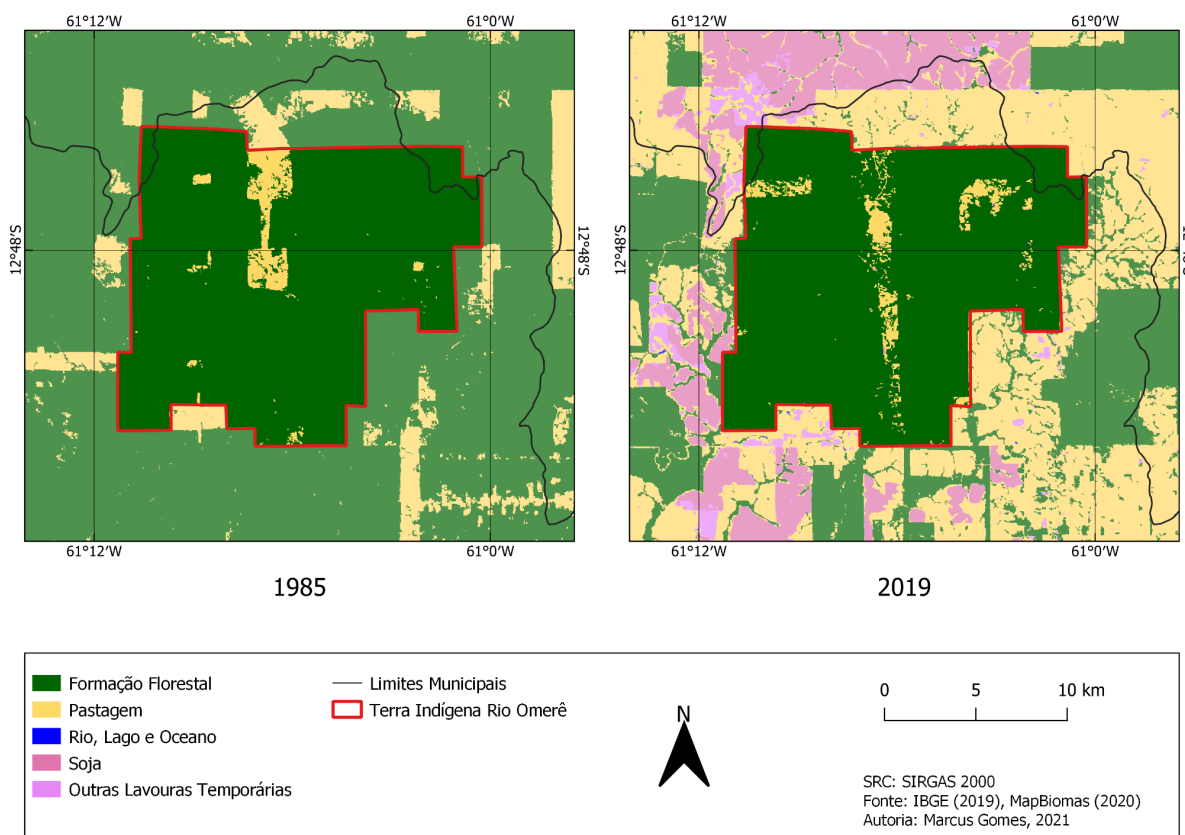 61°12'W 61°0'W 61°12'W 61°0'W
12°48'S 12°48'S 12°48'S
61°12'W 61°0'W 61°12'W 61°0'W
1985 2019
Formação Florestal
Pastagem
Rio, Lago e Oceano
Soja
Outras Lavouras Temporárias
Limites Municipais
Terra Indígena Rio Omerê
N
0 5 10 km
SRC: SIRGAS 2000
Fonte: IBGE (2019), MapBiomas (2020)
Autoria: Marcus Gomes, 2021